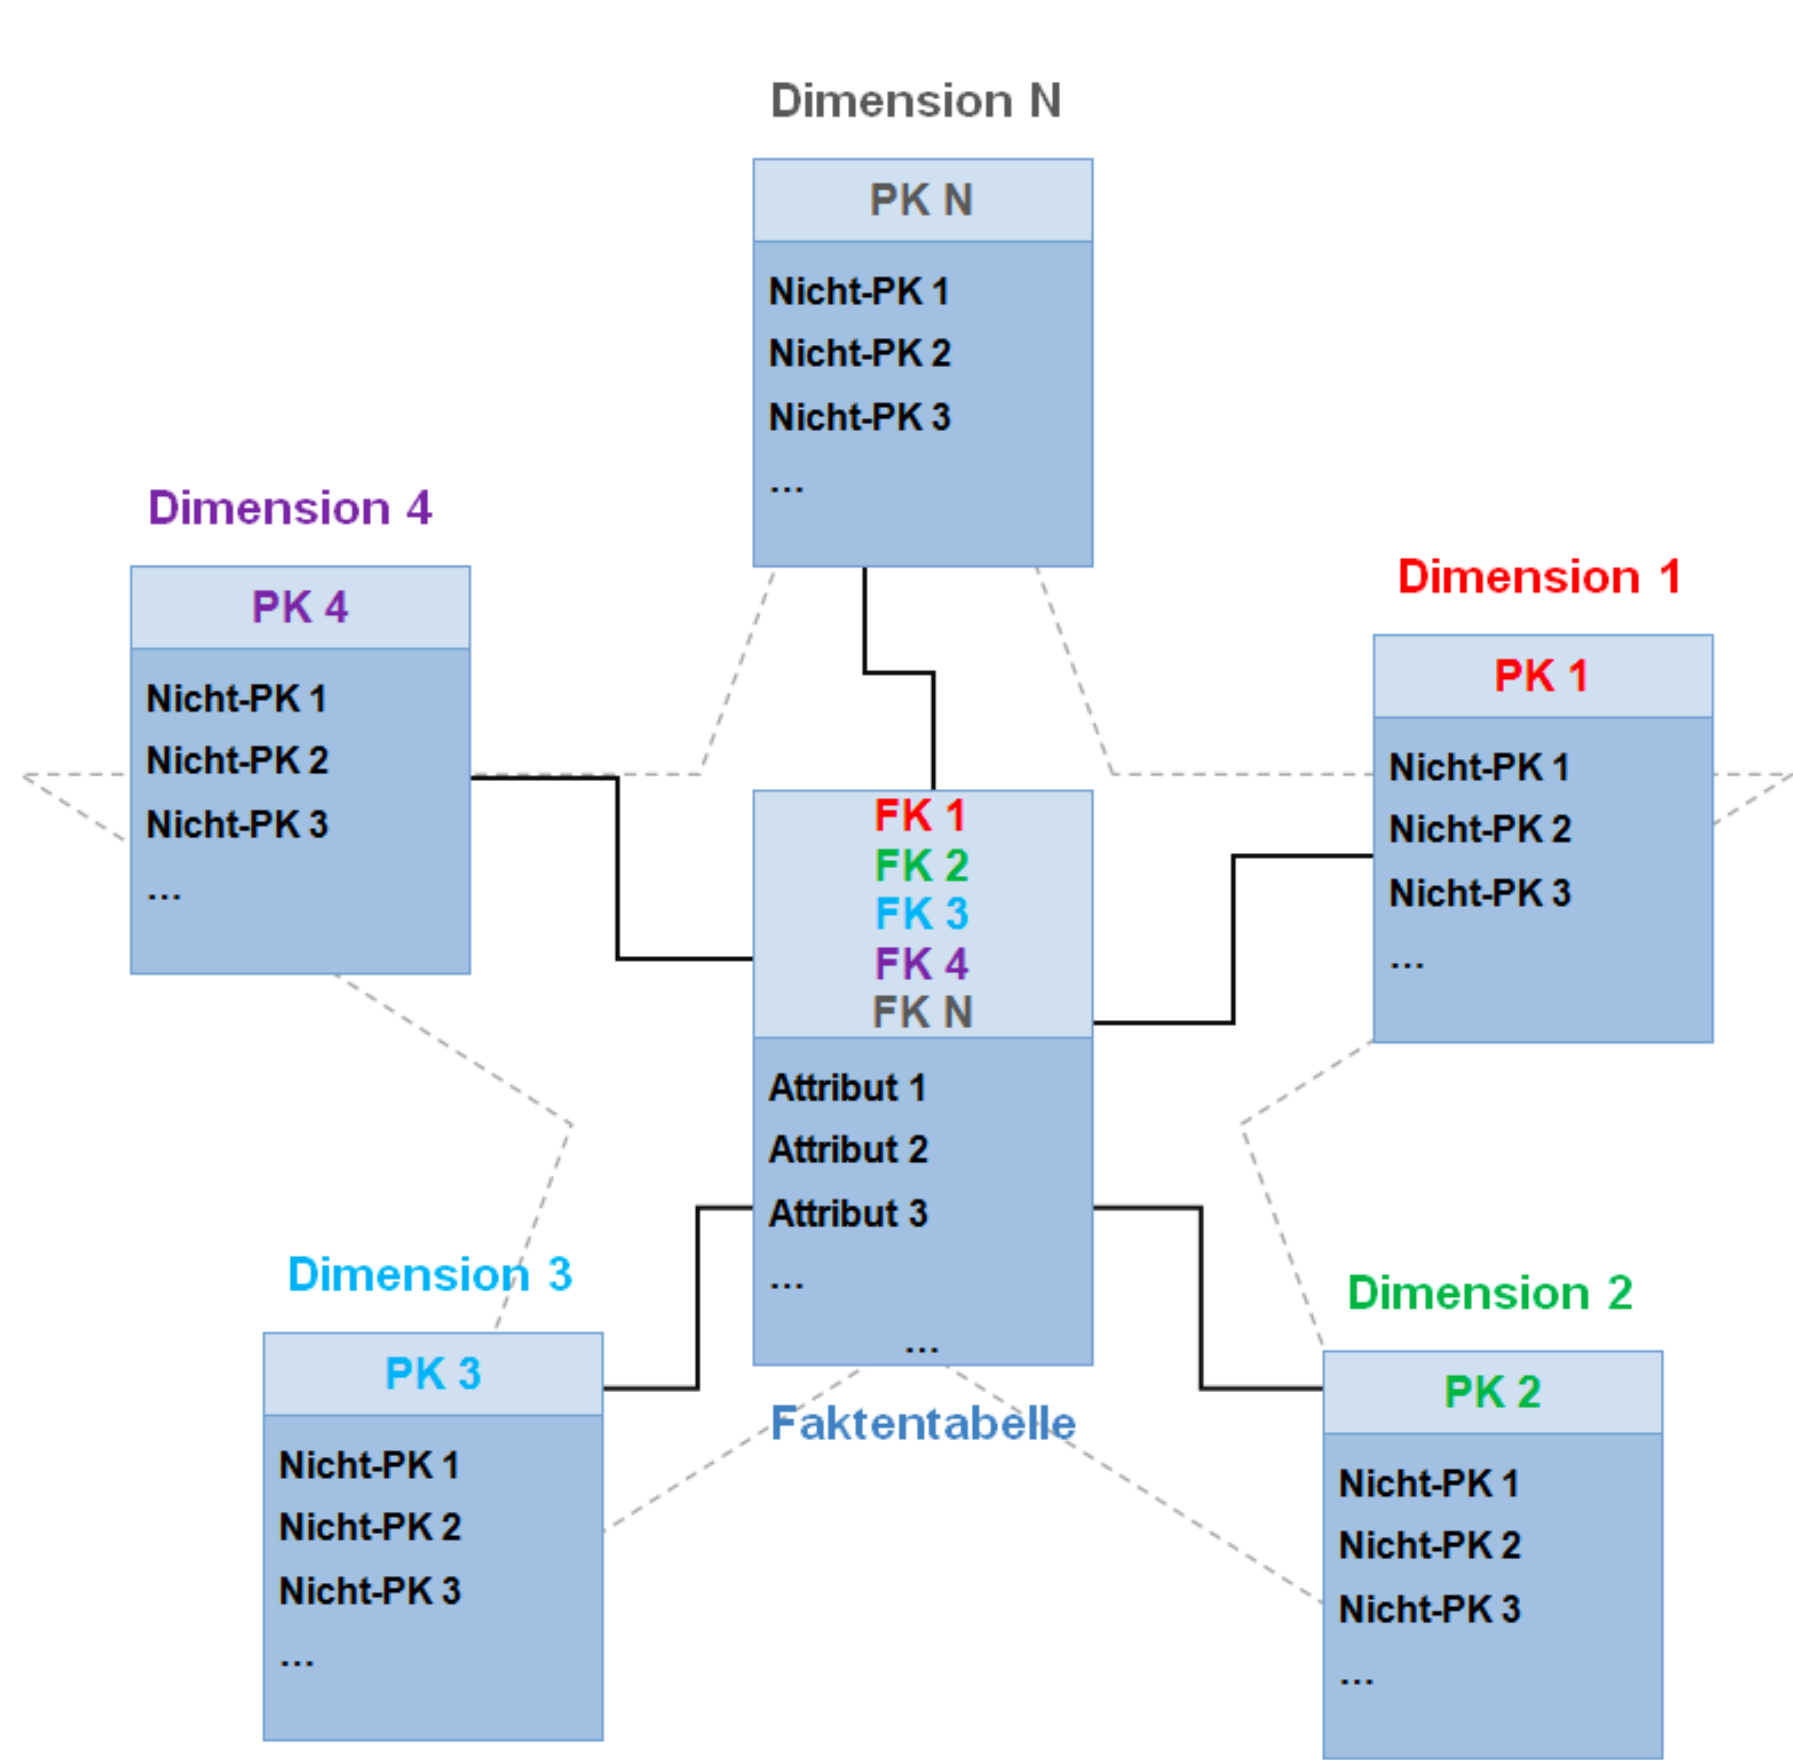 Dimension N
PK N
Nicht-PK 1
Nicht-PK 2
Nicht-PK 3
...
Dimension 4
PK 4
Nicht-PK 1
Nicht-PK 2
Nicht-PK 3
...
Dimension 1
PK 1
Nicht-PK 1
Nicht-PK 2
Nicht-PK 3
...
FK 1
FK 2
FK 3
FK 4
FK N
Attribut 1
Attribut 2
Attribut 3
...
...
Faktentabelle
Dimension 3
PK 3
Nicht-PK 1
Nicht-PK 2
Nicht-PK 3
...
Dimension 2
PK 2
Nicht-PK 1
Nicht-PK 2
Nicht-PK 3
...